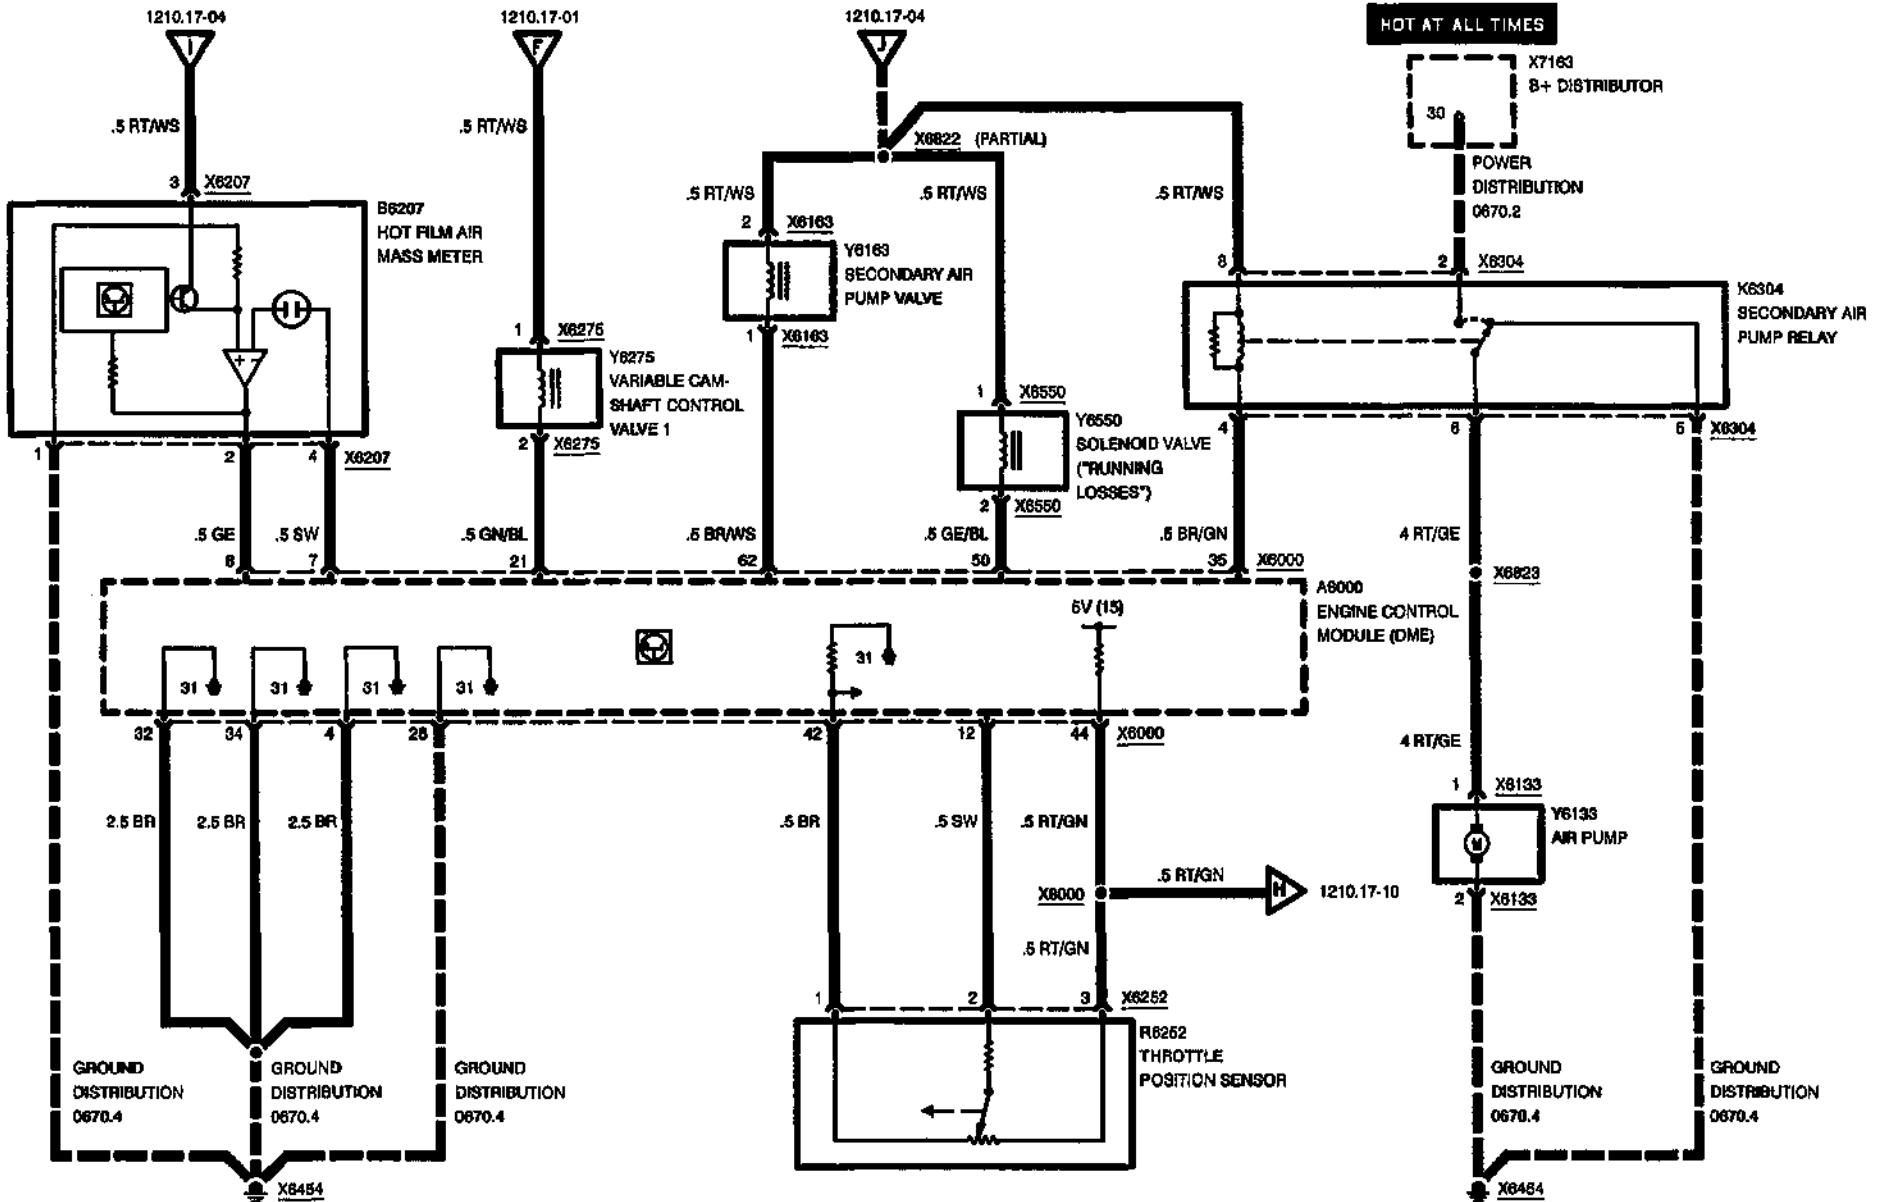 1210.17-04
1210.17-01
1210.17-04
HOT AT ALL TIMES
I
F
J
X7163
B+ DISTRIBUTOR
30
.5 RT/WS
.5 RT/WS
X6822 (PARTIAL)
POWER
DISTRIBUTION
0670.2
3 X6207
.5 RT/WS
.5 RT/WS
.5 RT/WS
B6207
HOT FILM AIR
MASS METER
2 X6163
Y6163
SECONDARY AIR
PUMP VALVE
8
2 X6304
K6304
SECONDARY AIR
PUMP RELAY
+ -
1 X6275
1 X6163
Y6275
VARIABLE CAM-
SHAFT CONTROL
VALVE 1
1 X6550
Y6550
SOLENOID VALVE
("RUNNING
LOSSES")
4
6
5 X6304
1
2
4 X6207
2 X6275
2 X6550
.5 GE
.5 SW
.5 GN/BL
.5 BR/WS
.5 GE/BL
.5 BR/GN
4 RT/GE
7
21
62
50
35 X6000
X6823
A6000
ENGINE CONTROL
MODULE (DME)
(15)
31
31
31
31
31
32
34
4
28
42
12
44 X6000
4 RT/GE
1 X6133
2.5 BR
2.5 BR
2.5 BR
.5 BR
.5 SW
.5 RT/GN
Y6133
AIR PUMP
M
X6000
.5 RT/GN
H
1210.17-10
2 X6133
.5 RT/GN
1
2
3 X6252
R6252
THROTTLE
POSITION SENSOR
GROUND
DISTRIBUTION
0670.4
GROUND
DISTRIBUTION
0670.4
GROUND
DISTRIBUTION
0670.4
GROUND
DISTRIBUTION
0670.4
GROUND
DISTRIBUTION
0670.4
X6454
X6454